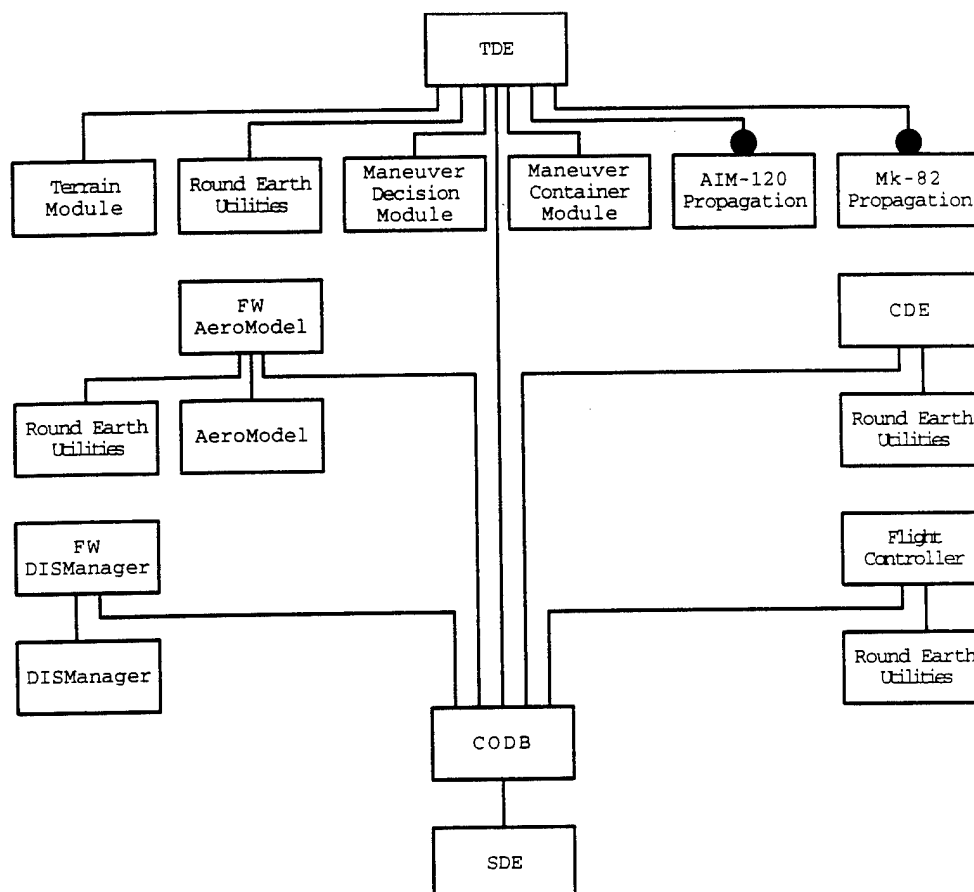 TDE
Terrain
Module
Round Earth
Utilities
Maneuver
Decision
Module
Maneuver
Container
Module
AIM-120
Propagation
Mk-82
Propagation
FW
AeroModel
CDE
Round Earth
Utilities
AeroModel
Round Earth
Utilities
FW
DISManager
Flight
Controller
DISManager
Round Earth
Utilities
CODB
SDE